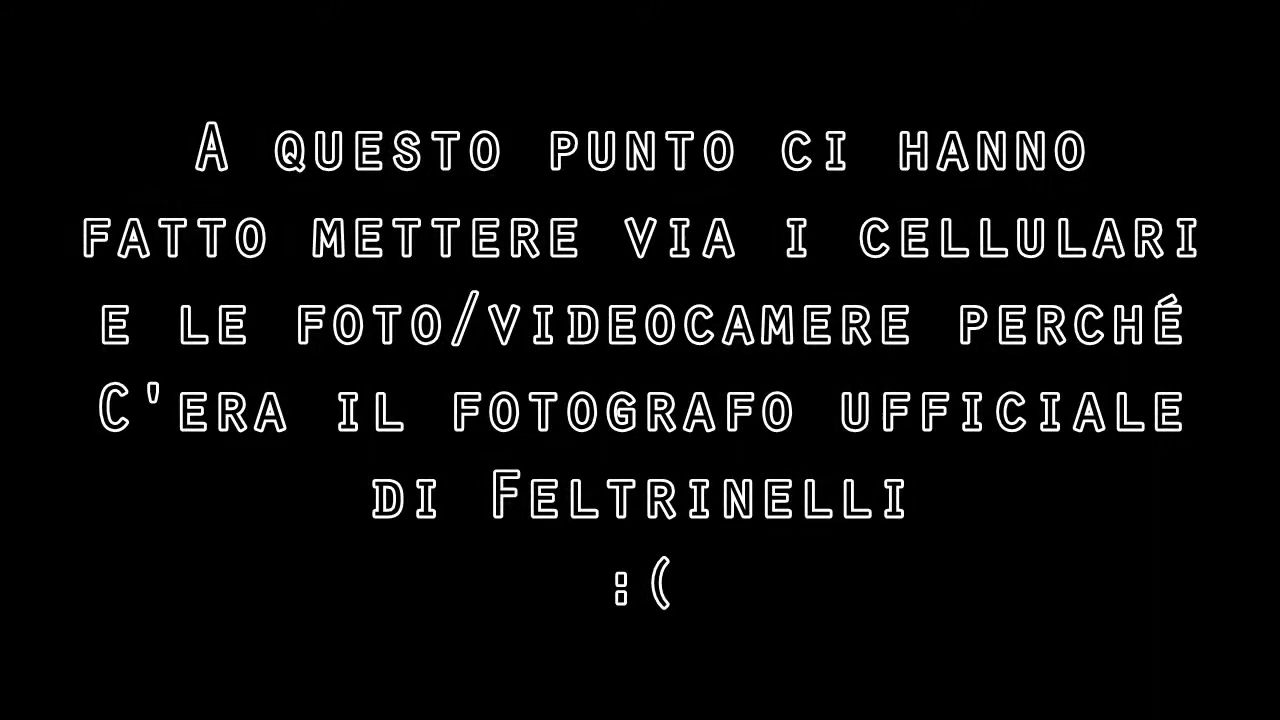 A questo punto ci hanno
fatto mettere via i cellulari
e le foto/videocamere perché
C'era il fotografo ufficiale
di Feltrinelli
:(